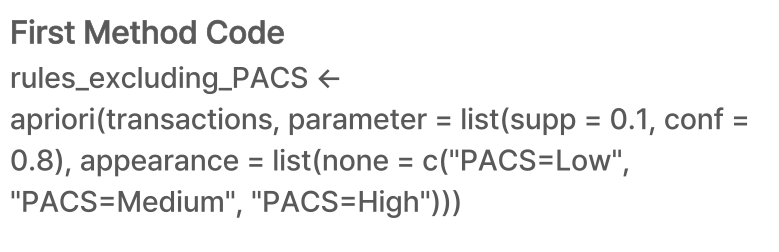 First Method Code
rules_excluding_PACS ←
apriori(transactions, parameter = list(supp = 0.1, conf =
0.8), appearance = list(none = c("PACS=Low",
"PACS=Medium", "PACS=High")))